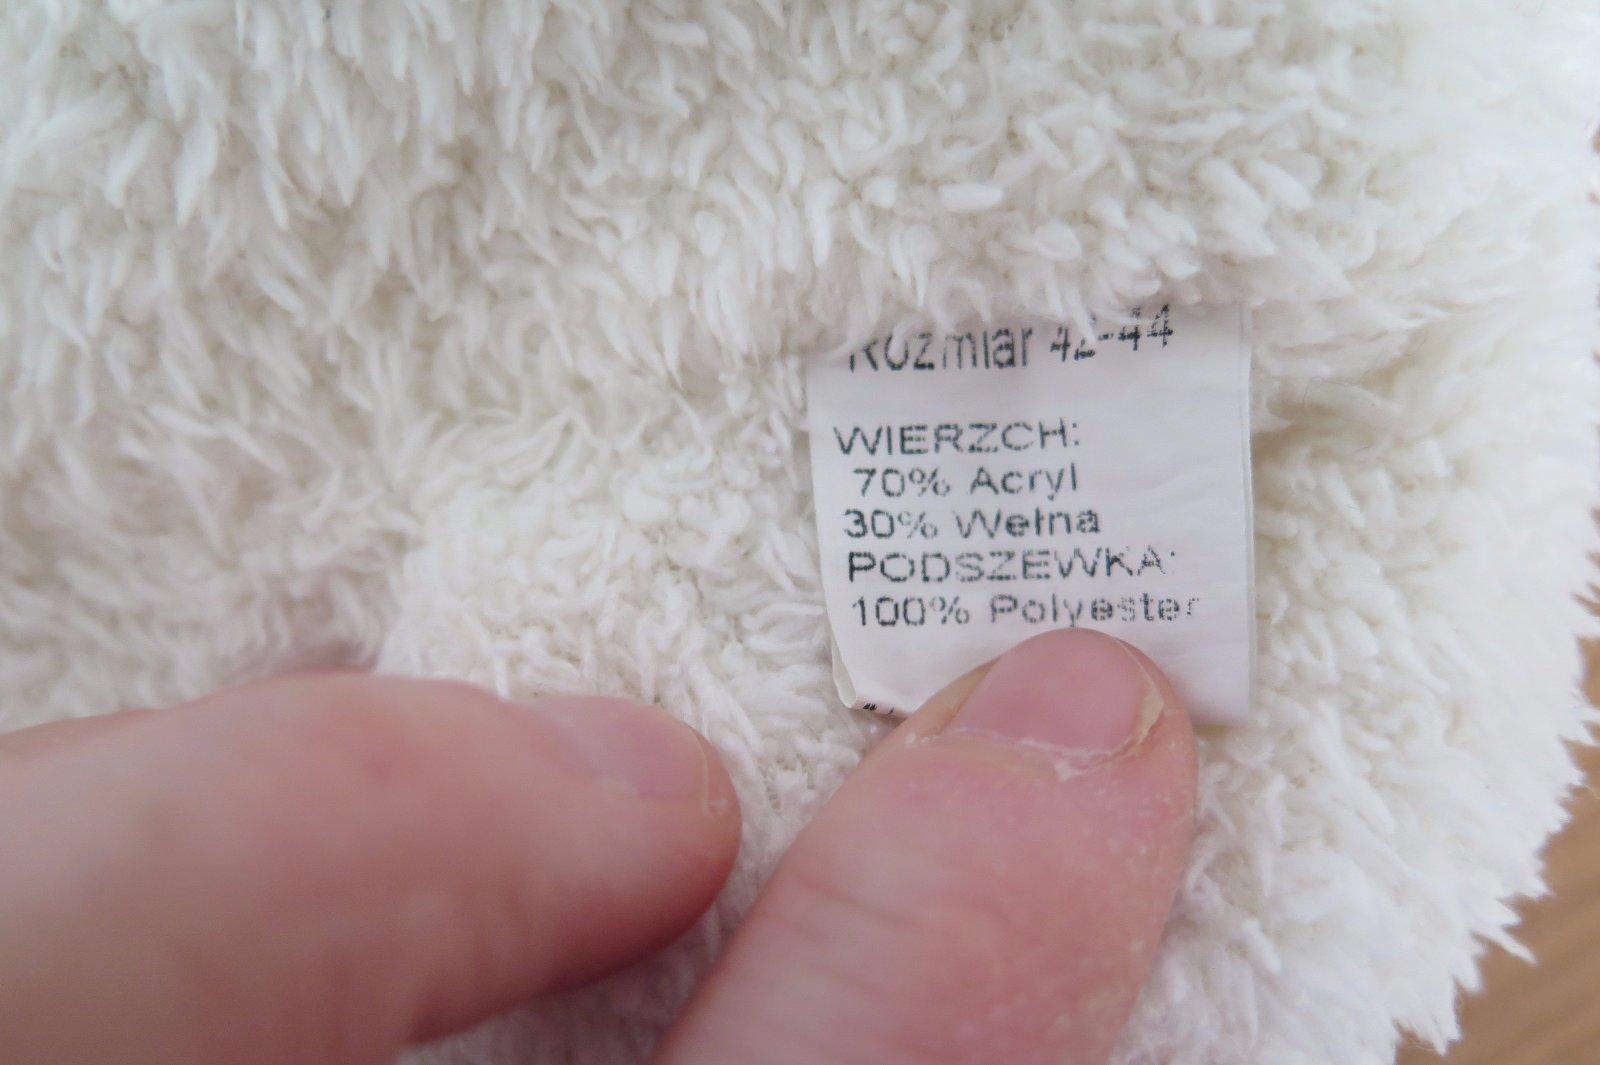 Rozmiar 42-44
WIERZCH:
70% Acryl
30% Wełna
PODSZEWKA:
100% Polyester